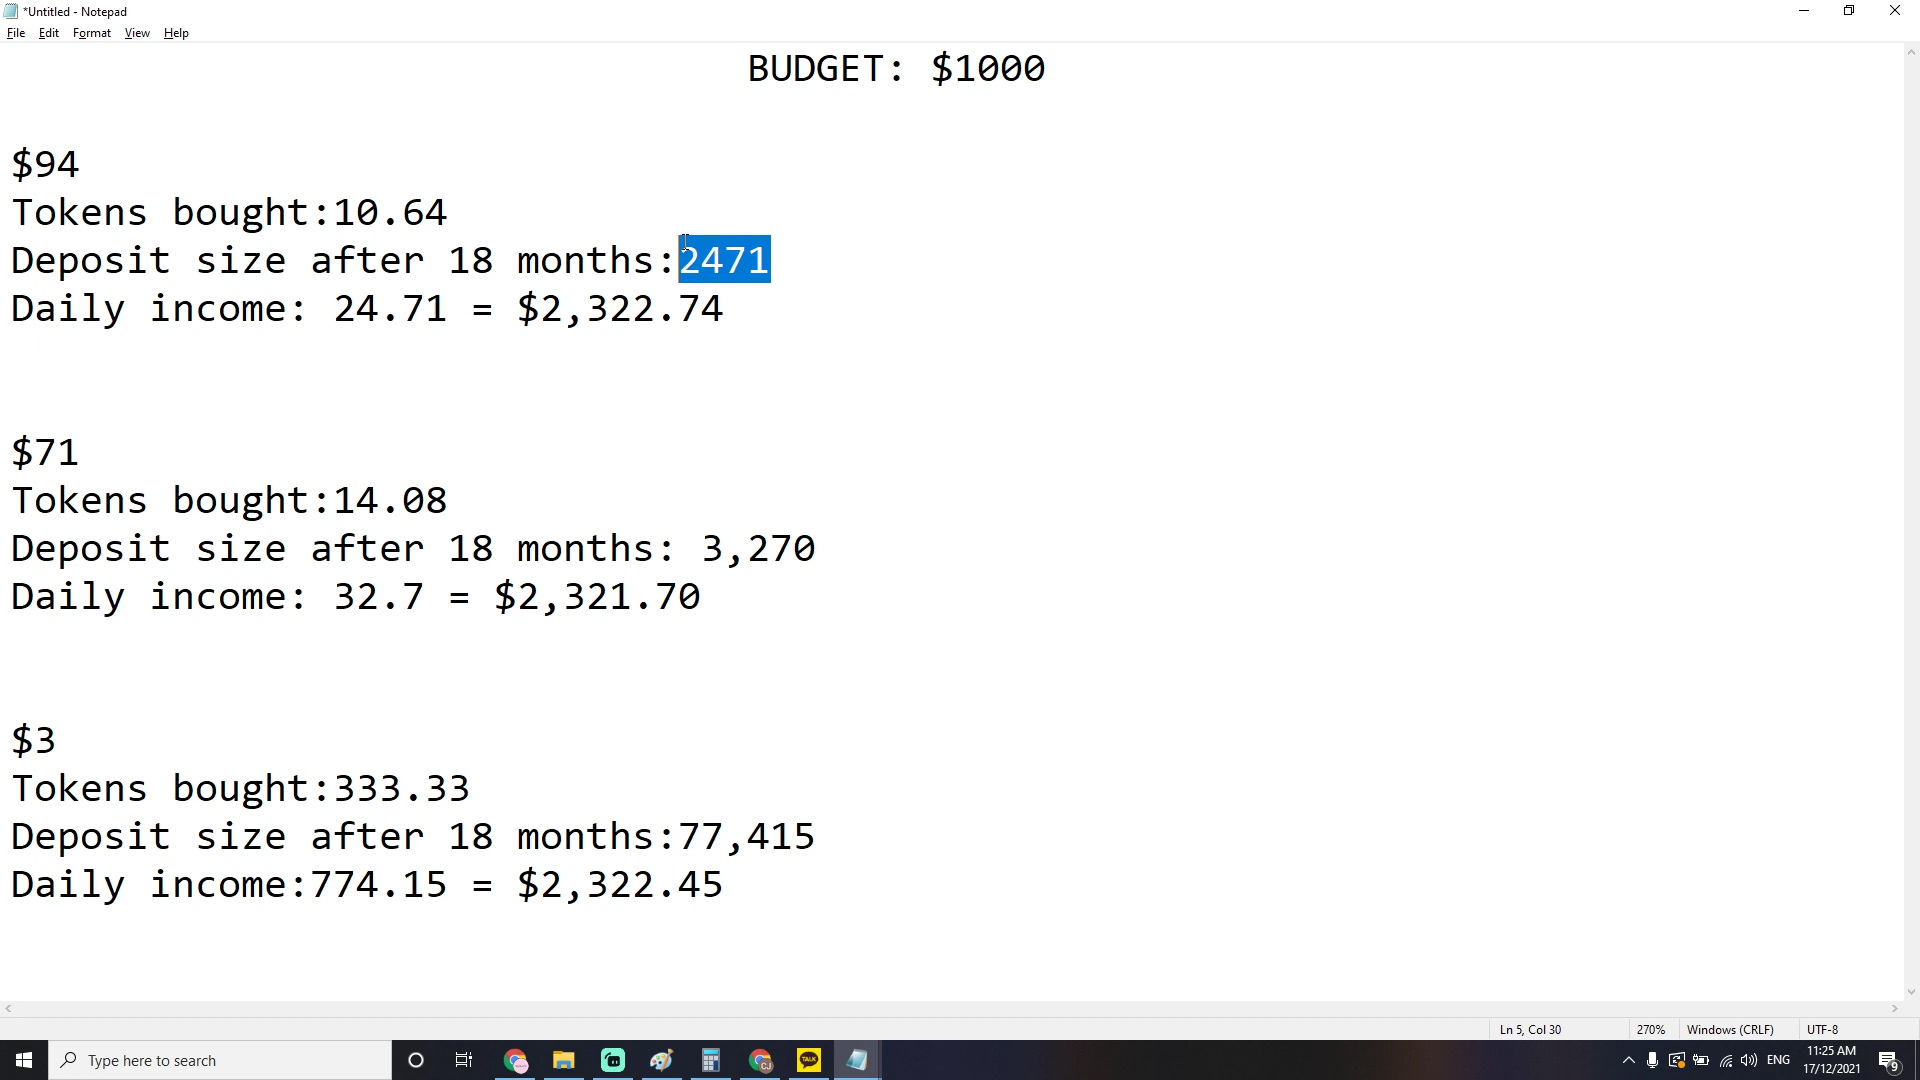 *Untitled - Notepad
File Edit Format View Help
BUDGET: $1000
$94
Tokens bought:10.64
Deposit size after 18 months:2471
Daily income: 24.71 = $2,322.74
$71
Tokens bought:14.08
Deposit size after 18 months: 3,270
Daily income: 32.7 = $2,321.70
$3
Tokens bought:333.33
Deposit size after 18 months:77,415
Daily income:774.15 = $2,322.45
Ln 5, Col 30 270% Windows (CRLF) UTF-8
Type here to search
TALK
CJ
ENG
11:25 AM
17/12/2021
9